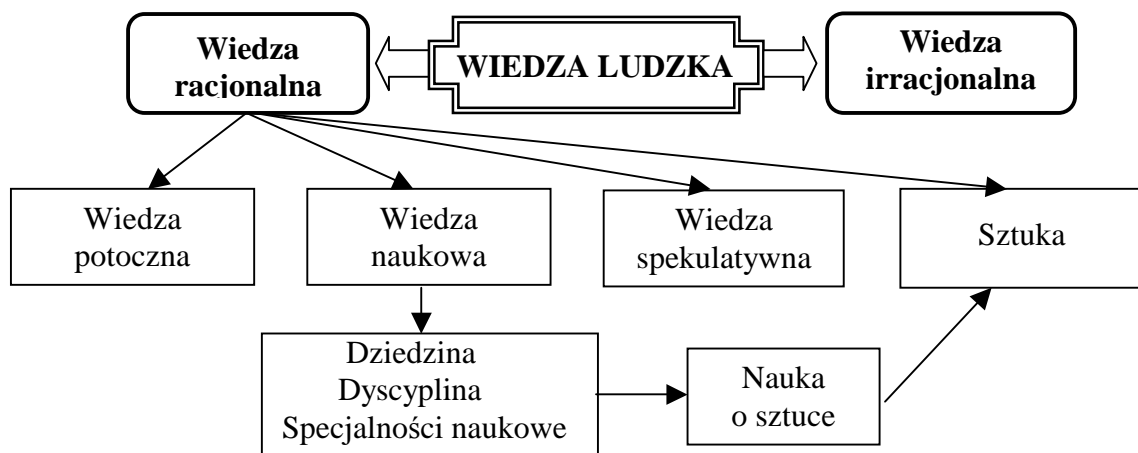 Wiedza
racjonalna
WIEDZA LUDZKA
Wiedza
irracjonalna
Wiedza
potoczna
Wiedza
naukowa
Wiedza
spekulatywna
Sztuka
Dziedzina
Dyscyplina
Specjalności naukowe
Nauka
o sztuce